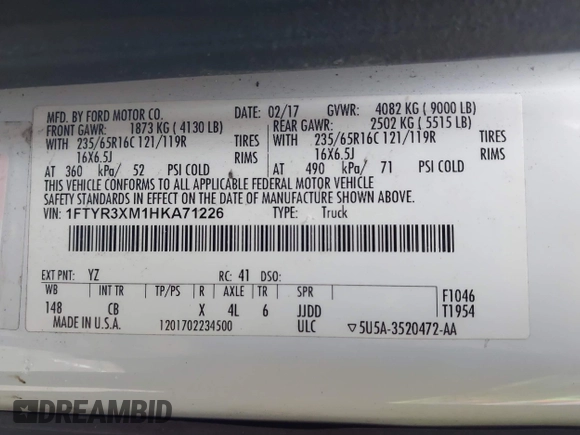 MFD. BY FORD MOTOR CO.
DATE: 02/17 GVWR: 4082 KG ( 9000 LB)
FRONT GAWR: 1873 KG ( 4130 LB) REAR GAWR: 2502 KG ( 5515 LB)
WITH 235/65R16C 121/119R TIRES WITH 235/65R16C 121/119R TIRES
16X6.5J RIMS 16X6.5J RIMS
AT 360 kPa/ 52 PSI COLD AT 490 kPa/ 71 PSI COLD
THIS VEHICLE CONFORMS TO ALL APPLICABLE FEDERAL MOTOR VEHICLE
SAFETY STANDARDS IN EFFECT ON THE DATE OF MANUFACTURE SHOWN ABOVE.
VIN: 1FTYR3XM1HKA71226 TYPE: Truck
EXT PNT: YZ RC: 41 DSO:
WB INT TR TP/PS R AXLE TR SPR F1046
148 CB X 4L 6 JJDD T1954
MADE IN U.S.A. 1201702234500 ULC ▽5U5A-3520472-AA
DREAMBID